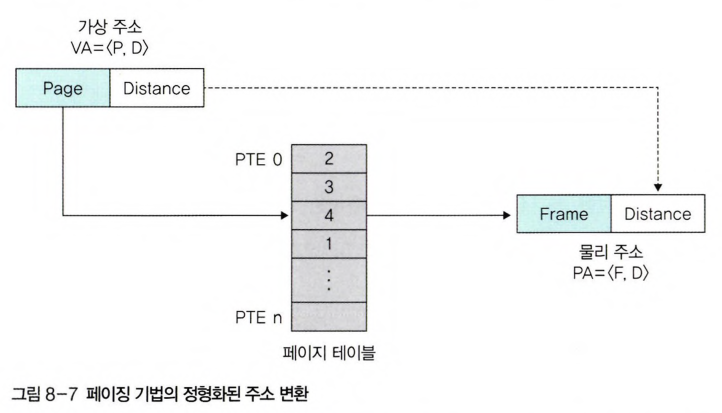 가상 주소
VA=⟨P, D⟩
Page Distance
PTE 0 2
3
4
1
⋮
PTE n
Frame Distance
물리 주소
PA=⟨F, D⟩
페이지 테이블
그림 8-7 페이징 기법의 정형화된 주소 변환